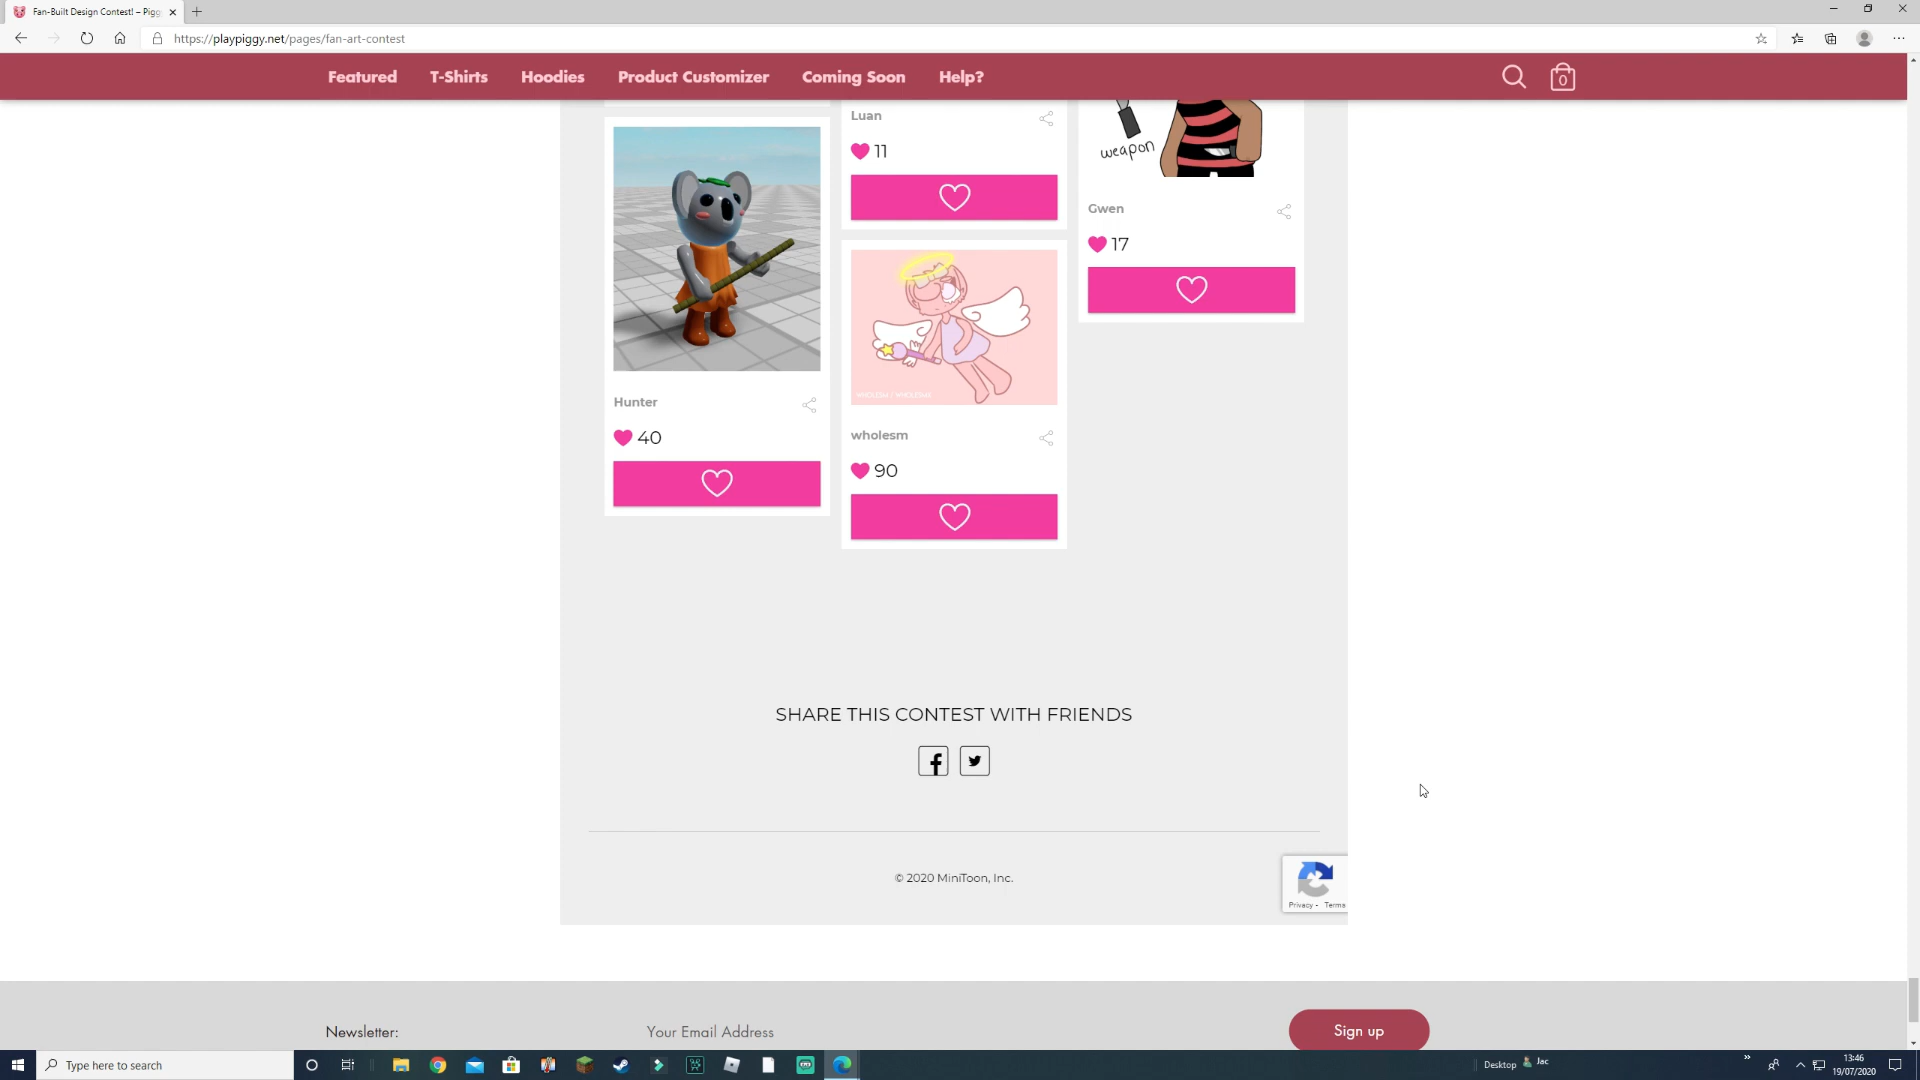 Fan-Built Design Contest! – Pigg
https://playpiggy.net/pages/fan-art-contest
Featured
T-Shirts
Hoodies
Product Customizer
Coming Soon
Help?
0
Luan
11
weapon
Gwen
17
Hunter
40
wholesm
90
SHARE THIS CONTEST WITH FRIENDS
© 2020 MiniToon, Inc.
Privacy - Terms
Newsletter:
Your Email Address
Sign up
Type here to search
Desktop
Jac
13:46
19/07/2020